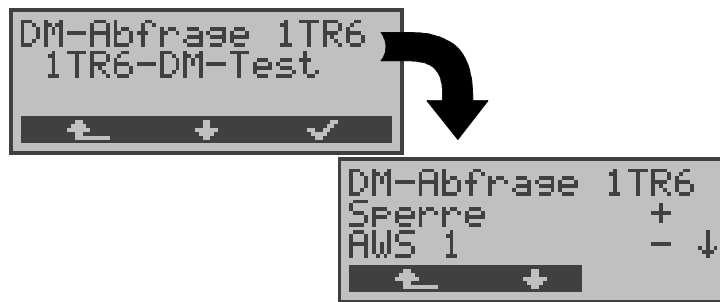 DM-Abfrage 1TR6
1TR6-DM-Test
DM-Abfrage 1TR6
Sperre +
AWS 1 - ↓